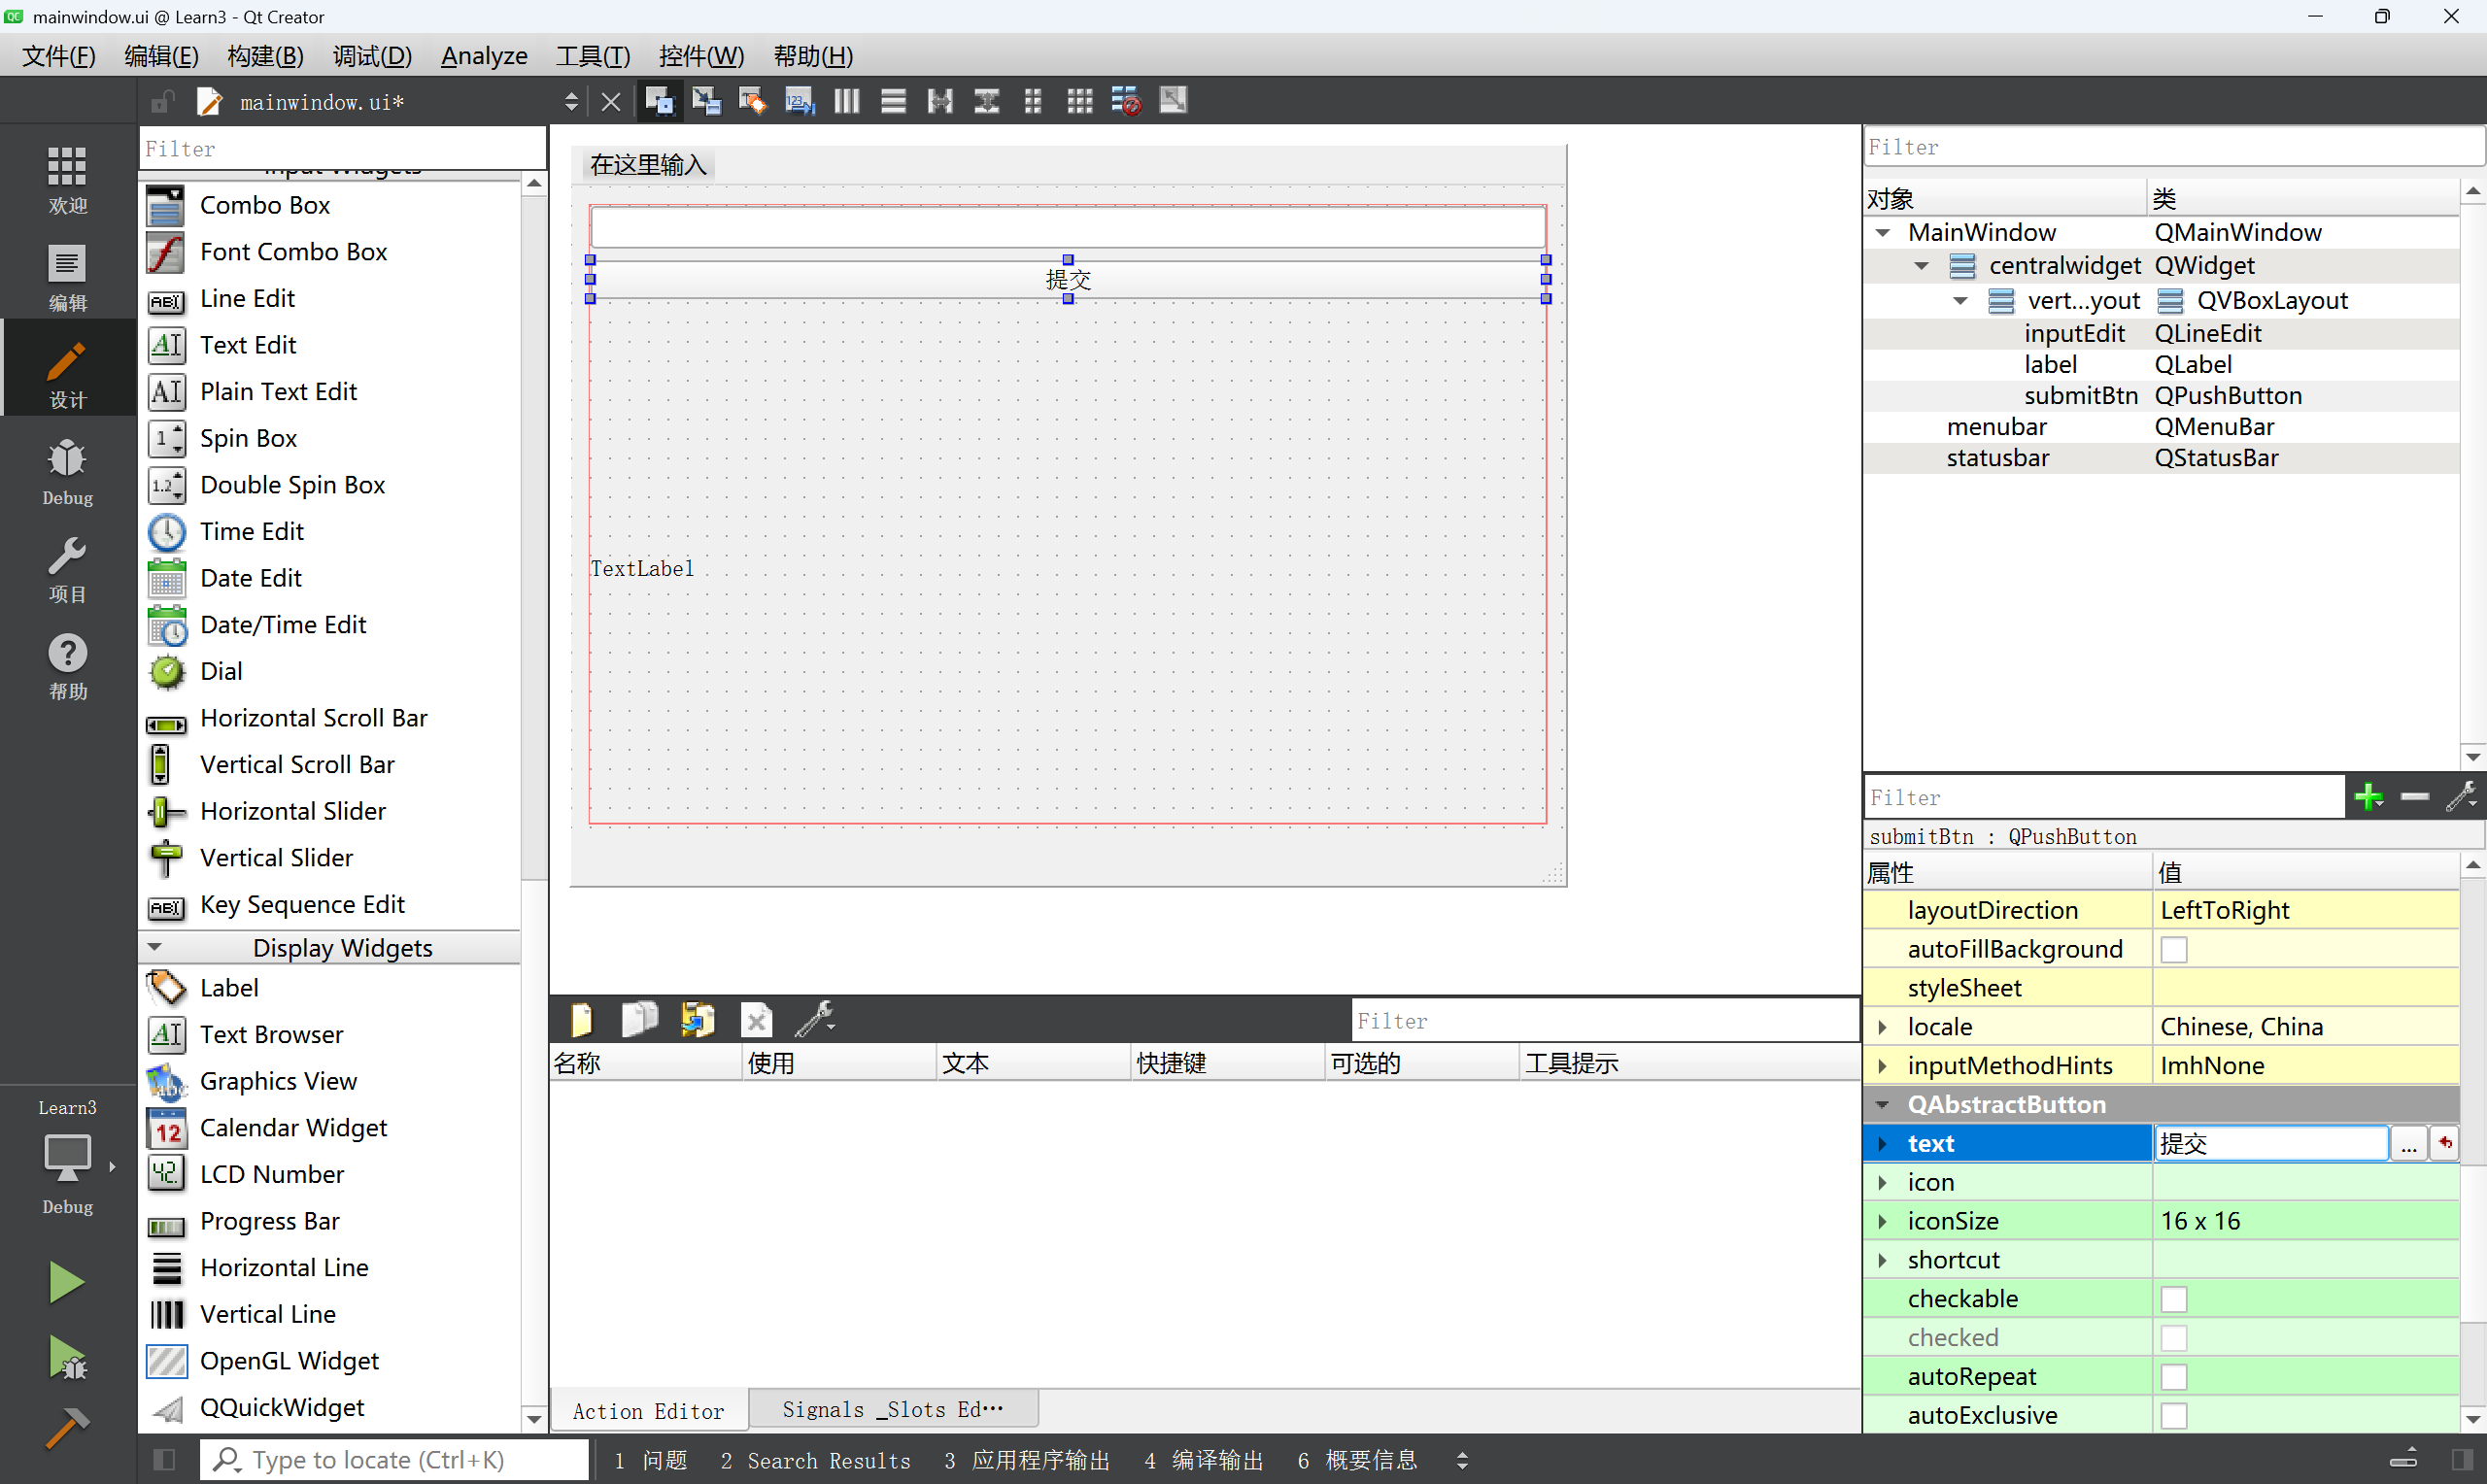 mainwindow.ui @ Learn3 - Qt Creator
文件(F) 编辑(E) 构建(B) 调试(D) Analyze 工具(T) 控件(W) 帮助(H)
mainwindow.ui*
欢迎
编辑
设计
Debug
项目
帮助
Learn3
Debug
Filter
Input Widgets
Combo Box
Font Combo Box
Line Edit
Text Edit
Plain Text Edit
Spin Box
Double Spin Box
Time Edit
Date Edit
Date/Time Edit
Dial
Horizontal Scroll Bar
Vertical Scroll Bar
Horizontal Slider
Vertical Slider
Key Sequence Edit
Display Widgets
Label
Text Browser
Graphics View
Calendar Widget
LCD Number
Progress Bar
Horizontal Line
Vertical Line
OpenGL Widget
QQuickWidget
在这里输入
提交
TextLabel
Filter
名称 使用 文本 快捷键 可选的 工具提示
Action Editor Signals _Slots Ed…
Filter
对象 类
MainWindow QMainWindow
centralwidget QWidget
vert...yout QVBoxLayout
inputEdit QLineEdit
label QLabel
submitBtn QPushButton
menubar QMenuBar
statusbar QStatusBar
Filter
submitBtn : QPushButton
属性 值
layoutDirection LeftToRight
autoFillBackground
styleSheet
locale Chinese, China
inputMethodHints ImhNone
QAbstractButton
text 提交 ...
icon
iconSize 16 x 16
shortcut
checkable
checked
autoRepeat
autoExclusive
Type to locate (Ctrl+K) 1 问题 2 Search Results 3 应用程序输出 4 编译输出 6 概要信息